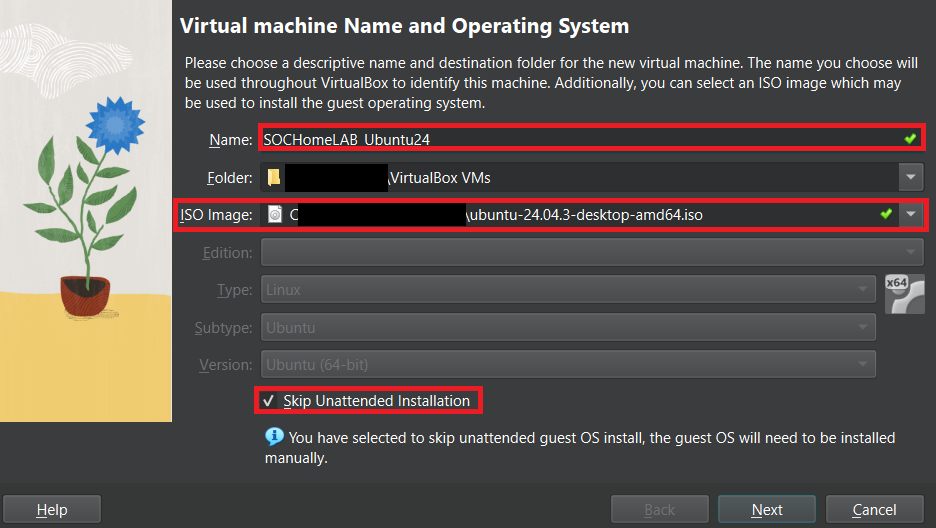 Virtual machine Name and Operating System
Please choose a descriptive name and destination folder for the new virtual machine. The name you choose will
be used throughout VirtualBox to identify this machine. Additionally, you can select an ISO image which may
be used to install the guest operating system.
Name: SOCHomeLAB_Ubuntu24
Folder: \VirtualBox VMs
ISO Image: C \ubuntu-24.04.3-desktop-amd64.iso
Edition:
Type: Linux x64
Subtype: Ubuntu
Version: Ubuntu (64-bit)
Skip Unattended Installation
You have selected to skip unattended guest OS install, the guest OS will need to be installed
manually.
Help Back Next Cancel